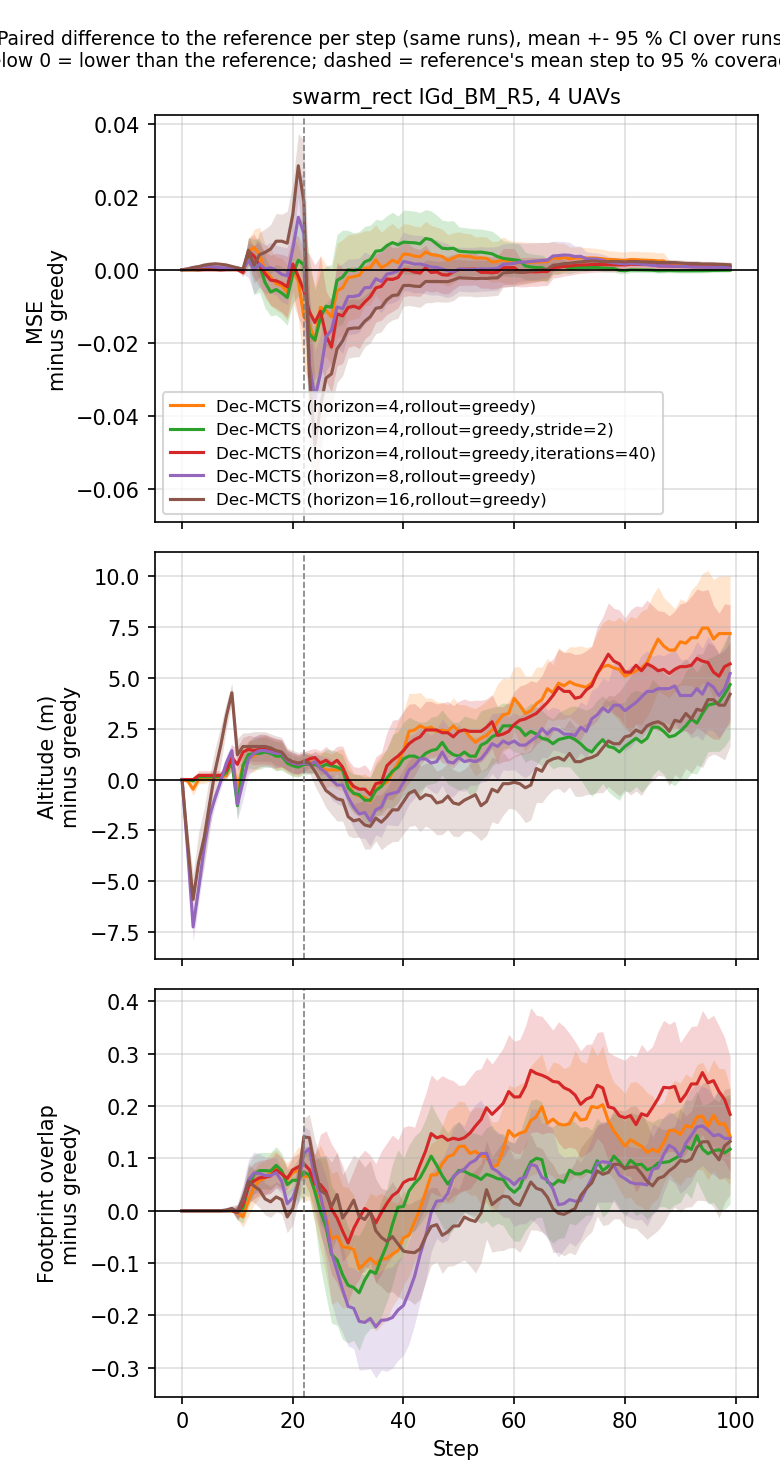 Paired difference to the reference per step (same runs), mean +- 95 % CI over runs
low 0 = lower than the reference; dashed = reference's mean step to 95 % covera
swarm_rect IGd_BM_R5, 4 UAVs
0.04
0.02
0.00
−0.02
−0.04
−0.06
MSE
minus greedy
Dec-MCTS (horizon=4,rollout=greedy)
Dec-MCTS (horizon=4,rollout=greedy,stride=2)
Dec-MCTS (horizon=4,rollout=greedy,iterations=40)
Dec-MCTS (horizon=8,rollout=greedy)
Dec-MCTS (horizon=16,rollout=greedy)
10.0
7.5
5.0
2.5
0.0
−2.5
−5.0
−7.5
Altitude (m)
minus greedy
0.4
0.3
0.2
0.1
0.0
−0.1
−0.2
−0.3
Footprint overlap
minus greedy
0 20 40 60 80 100
Step